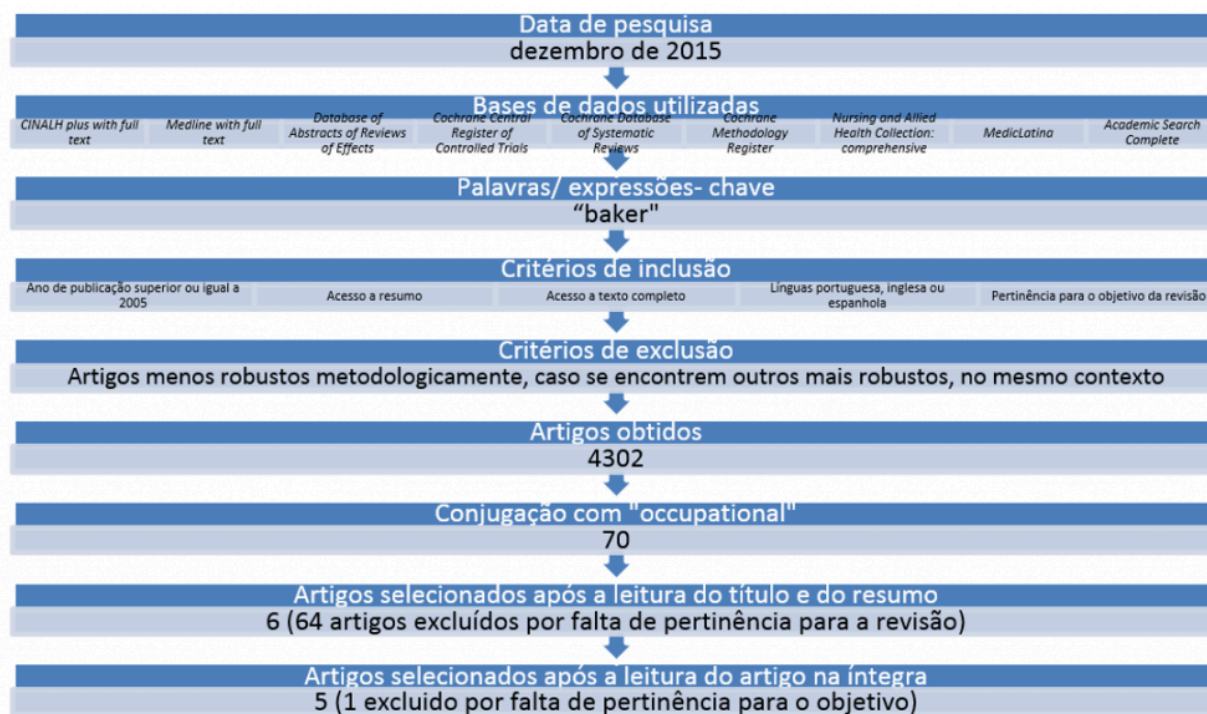 Data de pesquisa
dezembro de 2015
Bases de dados utilizadas
CINALH plus with full text
Medline with full text
Database of Abstracts of Reviews of Effects
Cochrane Central Register of Controlled Trials
Cochrane Database of Systematic Reviews
Cochrane Methodology Register
Nursing and Allied Health Collection: comprehensive
MedicLatina
Academic Search Complete
Palavras/ expressões- chave
“baker"
Critérios de inclusão
Ano de publicação superior ou igual a 2005
Acesso a resumo
Acesso a texto completo
Línguas portuguesa, inglesa ou espanhola
Pertinência para o objetivo da revisão
Critérios de exclusão
Artigos menos robustos metodologicamente, caso se encontrem outros mais robustos, no mesmo contexto
Artigos obtidos
4302
Conjugação com "occupational"
70
Artigos selecionados após a leitura do título e do resumo
6 (64 artigos excluídos por falta de pertinência para a revisão)
Artigos selecionados após a leitura do artigo na íntegra
5 (1 excluido por falta de pertinência para o objetivo)